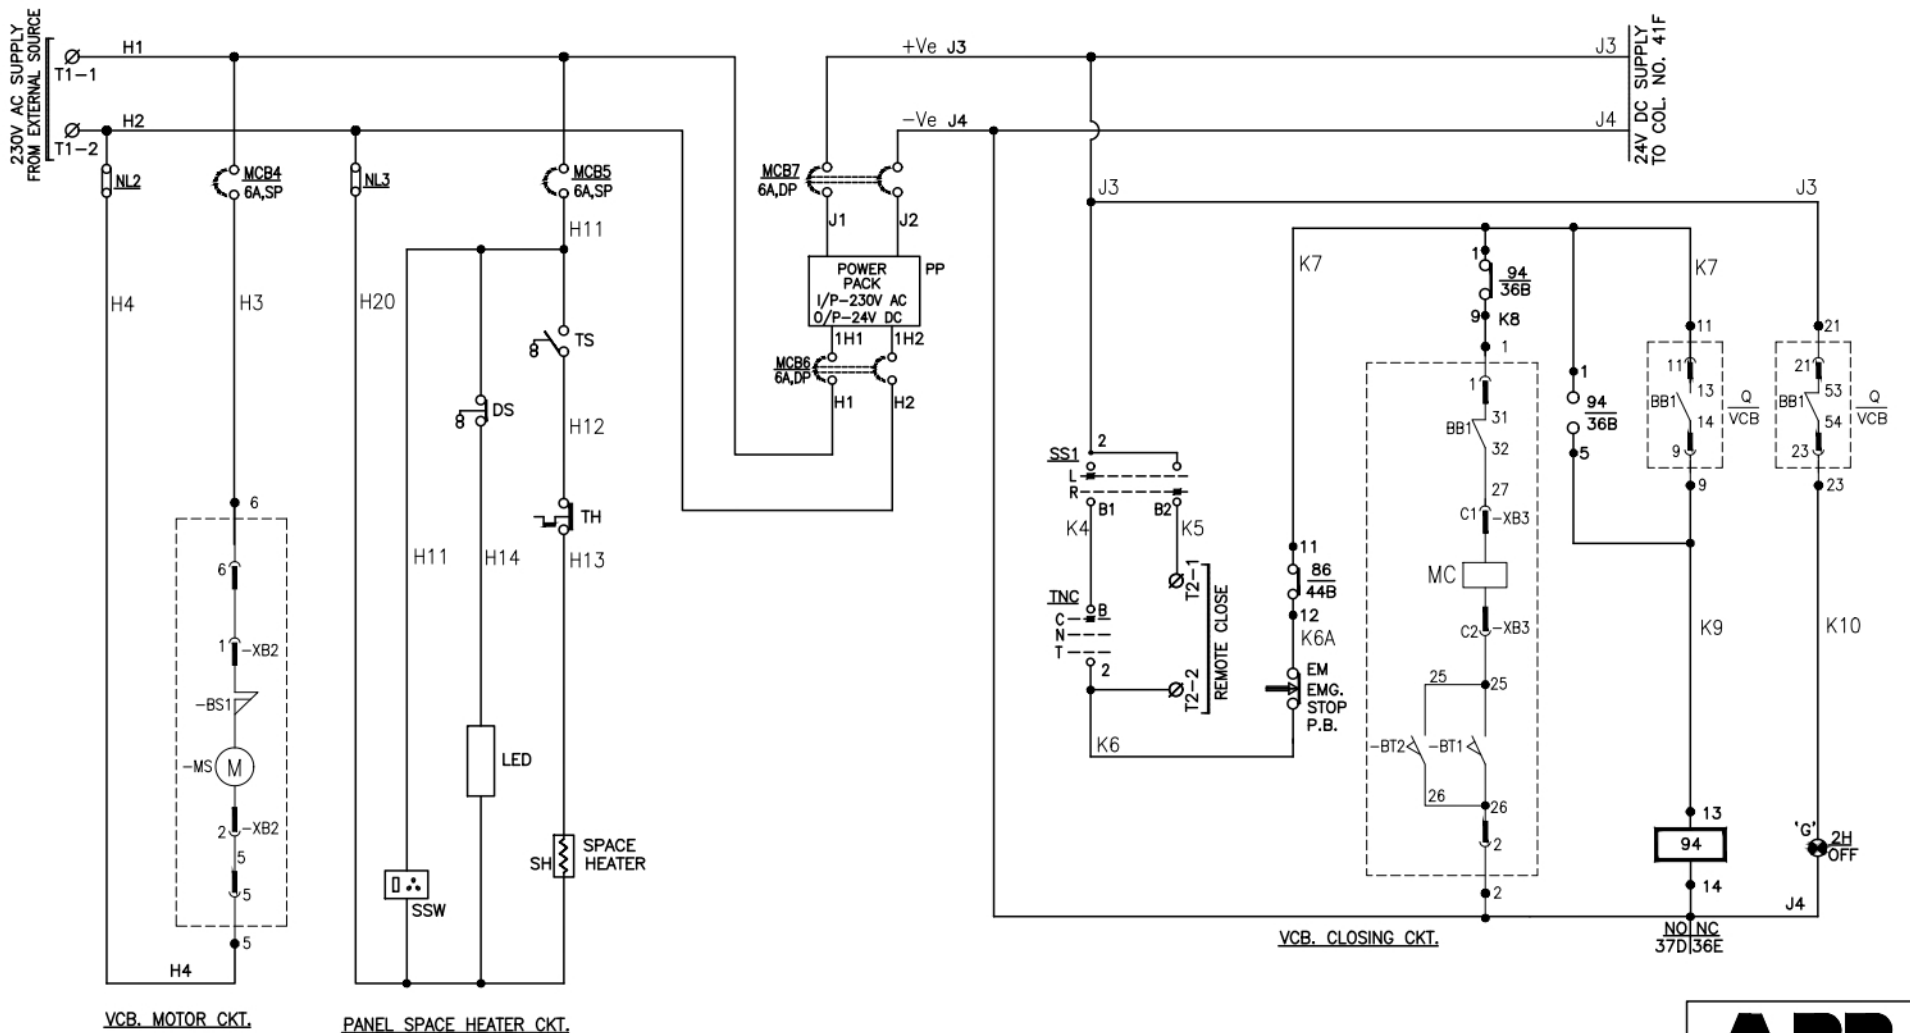 230V AC SUPPLY
FROM EXTERNAL SOURCE
T1-1
T1-2
H1
H2
NL2
MCB4
6A,SP
NL3
MCB5
6A,SP
H11
H4
H3
H20
TS
DS
H12
TH
H11
H14
H13
6
6
1
-XB2
-BS1
-MS
M
2
-XB2
5
5
5
H4
LED
SH
SPACE
HEATER
SSW
VCB. MOTOR CKT.
PANEL SPACE HEATER CKT.
+Ve J3
-Ve J4
MCB7
6A,DP
J1
J2
POWER
PACK
I/P-230V AC
O/P-24V DC
PP
1H1
1H2
MCB6
6A,DP
H1
H2
J3
J4
24V DC SUPPLY
TO COL. NO. 41F
J3
J3
2
SS1
L
R
B1
B2
K4
K5
T2-1
TNC
B
C
N
T
2
T2-2
REMOTE CLOSE
K6
K7
11
86
44B
12
K6A
EM
EMG.
STOP
P.B.
1
94
36B
9
K8
1
1
31
BB1
32
27
C1
-XB3
MC
C2
-XB3
25
25
-BT2
-BT1
26
26
2
2
1
94
36B
5
K7
11
11
13
BB1
14
9
Q
VCB
9
K9
13
94
14
NO NC
37D 36E
21
21
53
BB1
54
23
Q
VCB
23
K10
'G'
2H
OFF
J4
VCB. CLOSING CKT.
ABB